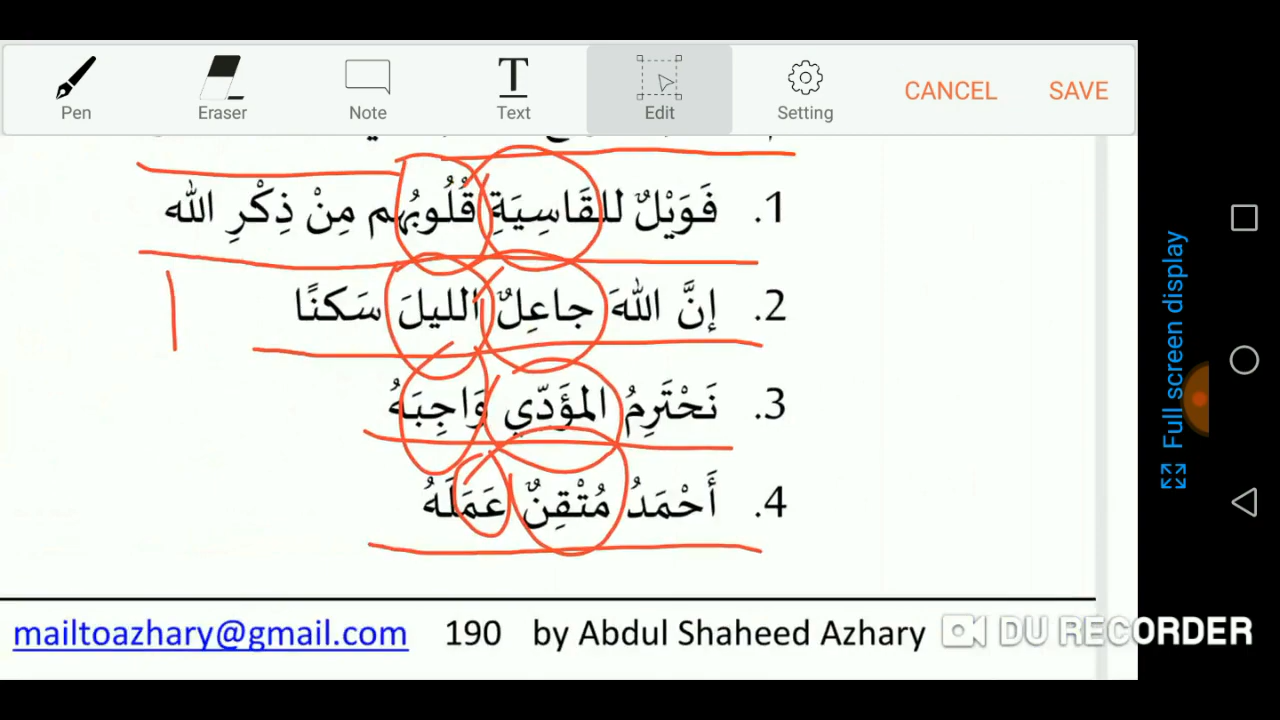 Pen Eraser Note Text Edit Setting CANCEL SAVE
1. فَوَيْلٌ للقَاسِيَةِ قُلُوبُهم مِنْ ذِكْرِ الله
2. إنَّ اللهَ جاعِلٌ الليلَ سَكنًا
3. نَحْتَرِمُ المؤَدّي وَاجِبَهُ
4. أَحْمَدُ مُتْقِنٌ عَمَلَهُ
mailtoazhary@gmail.com 190 by Abdul Shaheed Azhary
DU RECORDER
Full screen display